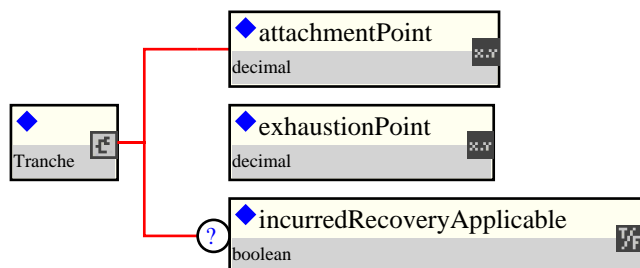 attachmentPoint
x.Y
decimal
Tranche
exhaustionPoint
x.Y
decimal
?
incurredRecoveryApplicable
T/F
boolean